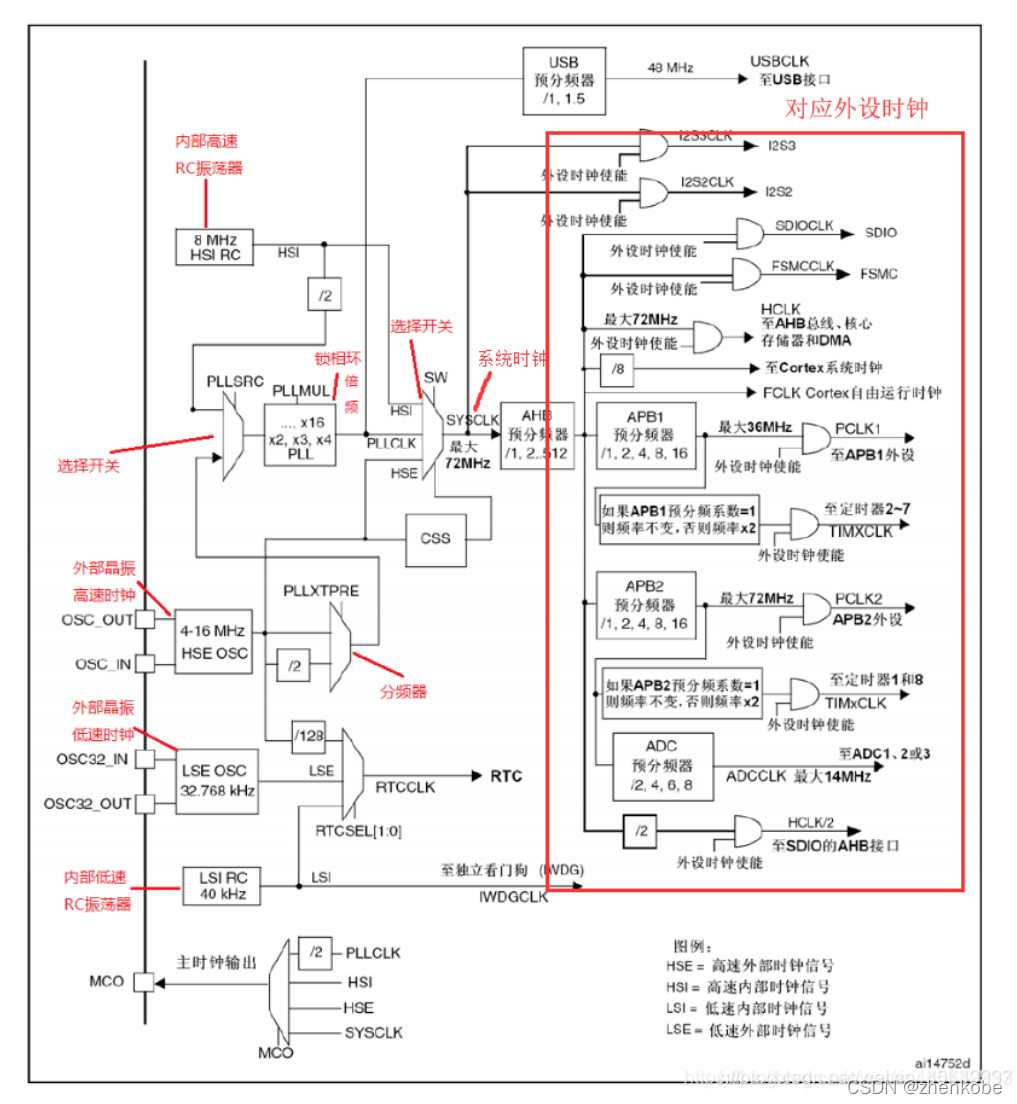 USB
预分频器
/1, 1.5
48 MHz
USBCLK
至USB接口
对应外设时钟
内部高速
RC振荡器
I2S3CLK
I2S3
外设时钟使能
I2S2CLK
I2S2
外设时钟使能
8 MHz
HSI RC
HSI
SDIOCLK
SDIO
外设时钟使能
FSMCCLK
FSMC
外设时钟使能
/2
HCLK
至AHB总线、核心
存储器和DMA
最大72MHz
外设时钟使能
选择开关
锁相环
倍
频
系统时钟
/8
至Cortex系统时钟
FCLK Cortex自由运行时钟
PLLSRC
PLLMUL
SW
..., x16
x2, x3, x4
PLL
HSI
PLLCLK
HSE
SYSCLK
最大
72MHz
AHB
预分频器
/1, 2..512
APB1
预分频器
/1, 2, 4, 8, 16
最大36MHz
PCLK1
至APB1外设
外设时钟使能
选择开关
如果APB1预分频系数=1
则频率不变，否则频率x2
至定时器2~7
TIMXCLK
外设时钟使能
CSS
外部晶振
高速时钟
OSC_OUT
OSC_IN
4-16 MHz
HSE OSC
PLLXTPRE
/2
分频器
APB2
预分频器
/1, 2, 4, 8, 16
最大72MHz
PCLK2
APB2外设
外设时钟使能
如果APB2预分频系数=1
则频率不变，否则频率x2
至定时器1和8
TIMxCLK
外设时钟使能
外部晶振
低速时钟
OSC32_IN
OSC32_OUT
LSE OSC
32.768 kHz
/128
LSE
RTCCLK
RTC
RTCSEL[1:0]
ADC
预分频器
/2, 4, 6, 8
至ADC1、2或3
ADCCLK 最大14MHz
/2
HCLK/2
至SDIO的AHB接口
外设时钟使能
内部低速
RC振荡器
LSI RC
40 kHz
LSI
至独立看门狗 (IWDG)
IWDGCLK
MCO
主时钟输出
/2
PLLCLK
HSI
HSE
SYSCLK
MCO
图例：
HSE = 高速外部时钟信号
HSI = 高速内部时钟信号
LSI = 低速内部时钟信号
LSE = 低速外部时钟信号
ai14752d
CSDN @zhenkobe